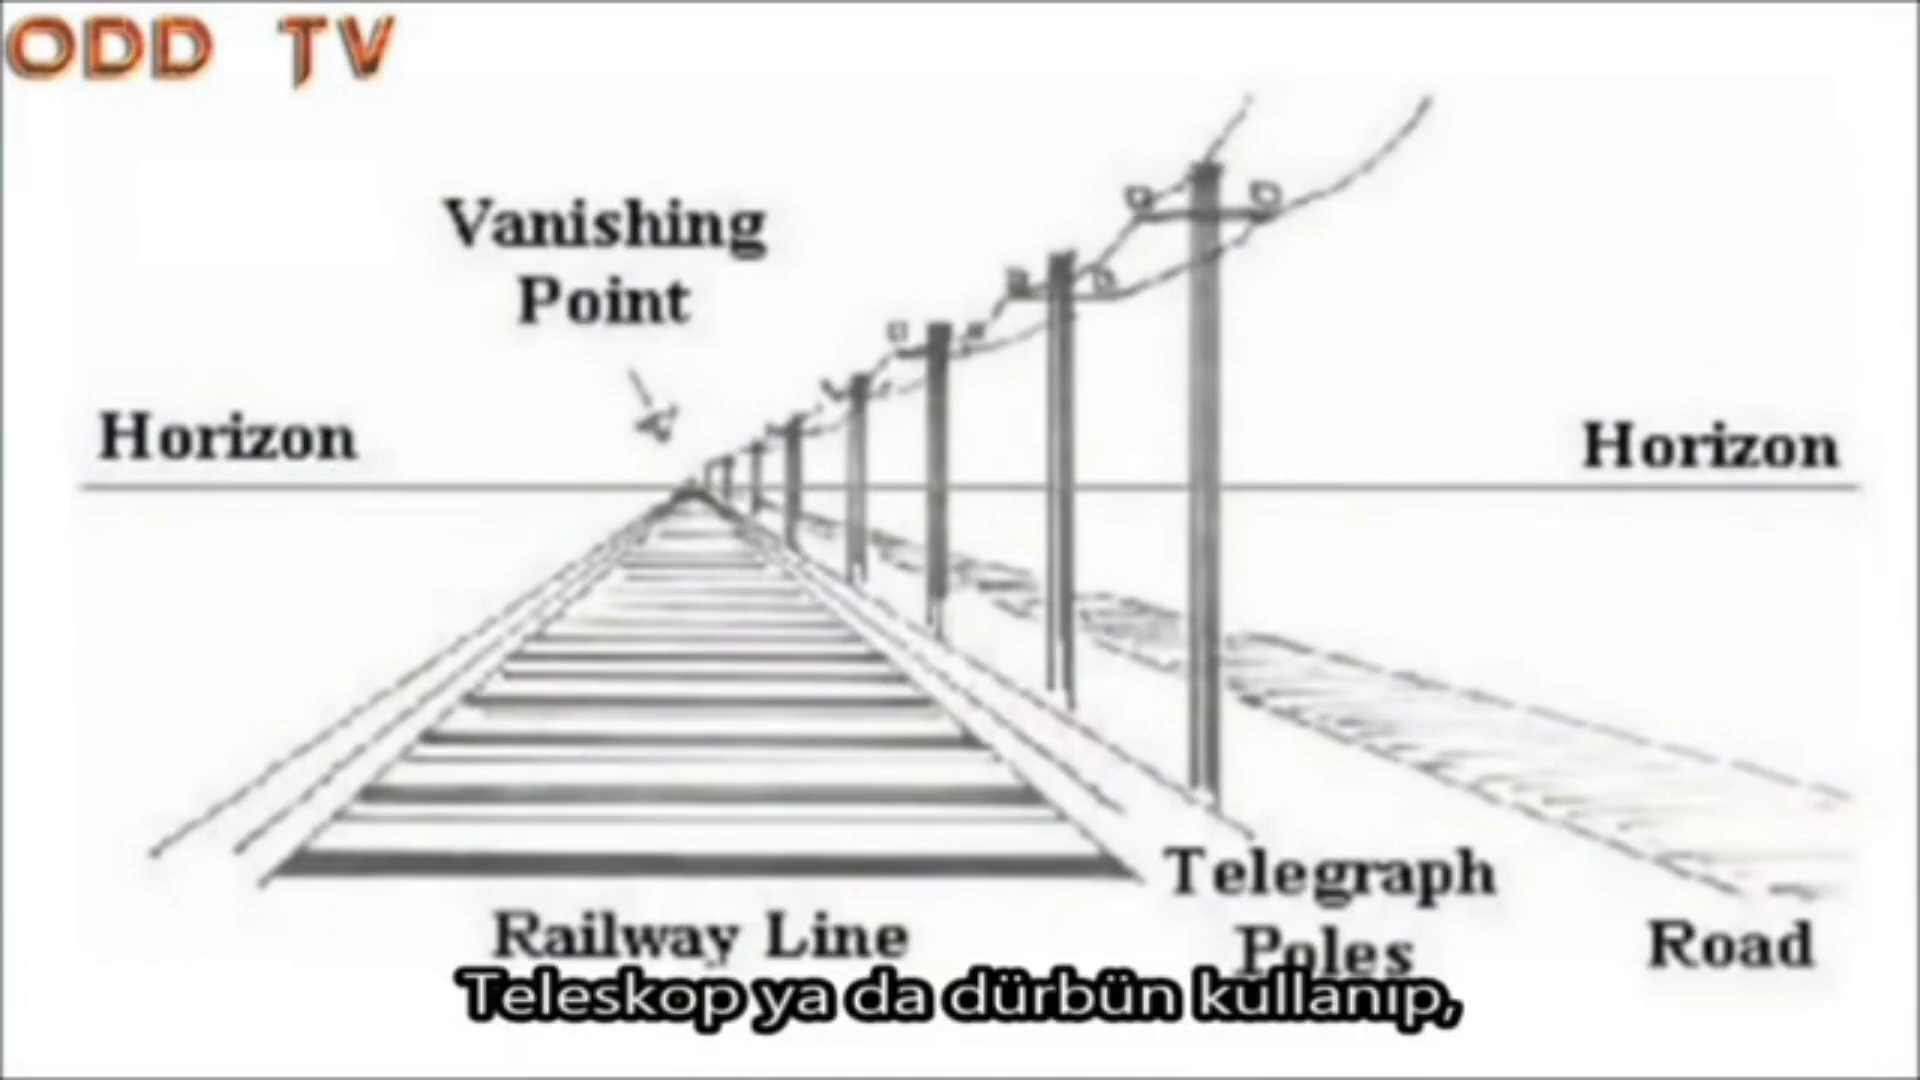 ODD TV
Vanishing
Point
Horizon
Horizon
Telegraph
Poles
Railway Line
Road
Teleskop ya da dürbün kullanıp,